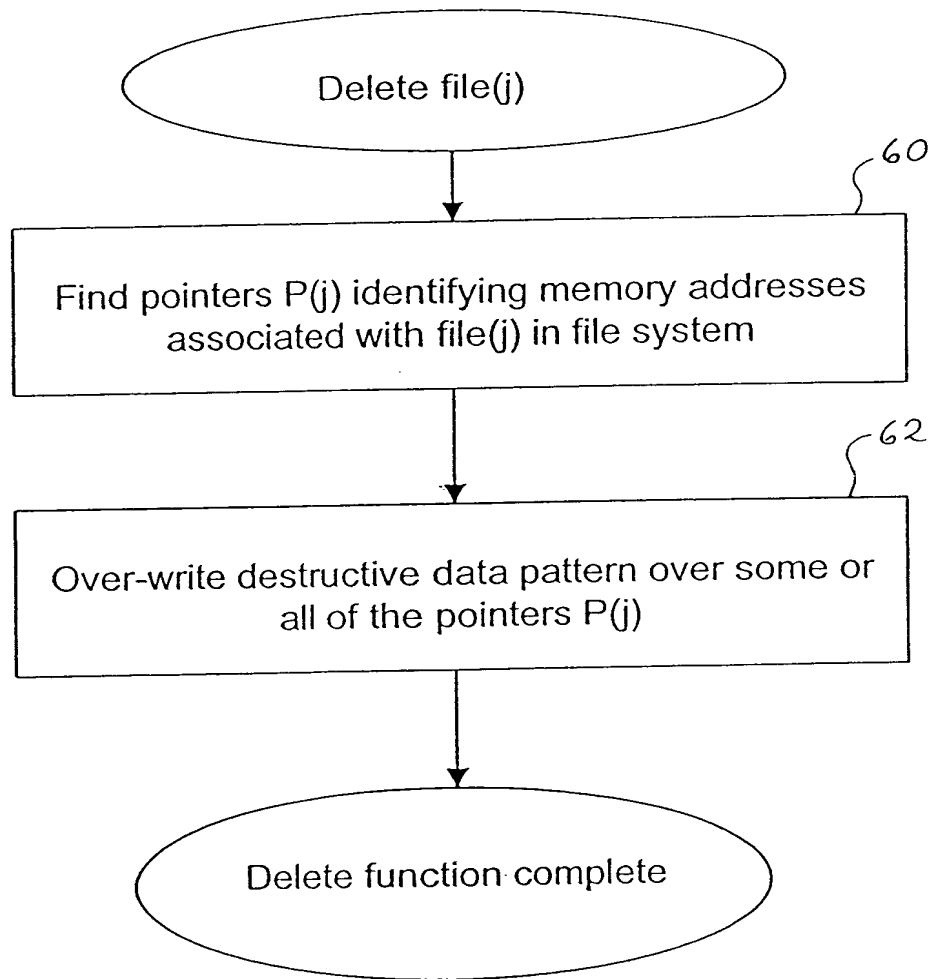 Delete file(j)
60
Find pointers P(j) identifying memory addresses
associated with file(j) in file system
62
Over-write destructive data pattern over some or
all of the pointers P(j)
Delete function complete